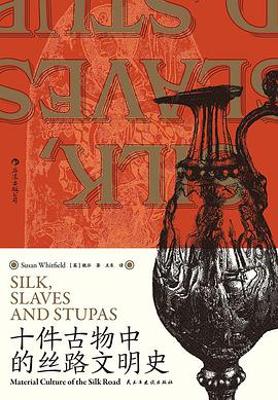 SILK,
SLAVES
AND STUPAS
Susan Whitfield
[英] 魏泓 著
王东 译
SILK,
SLAVES
AND STUPAS
十件古物中
的丝路文明史
Material Culture of the Silk Road
民主与建设出版社